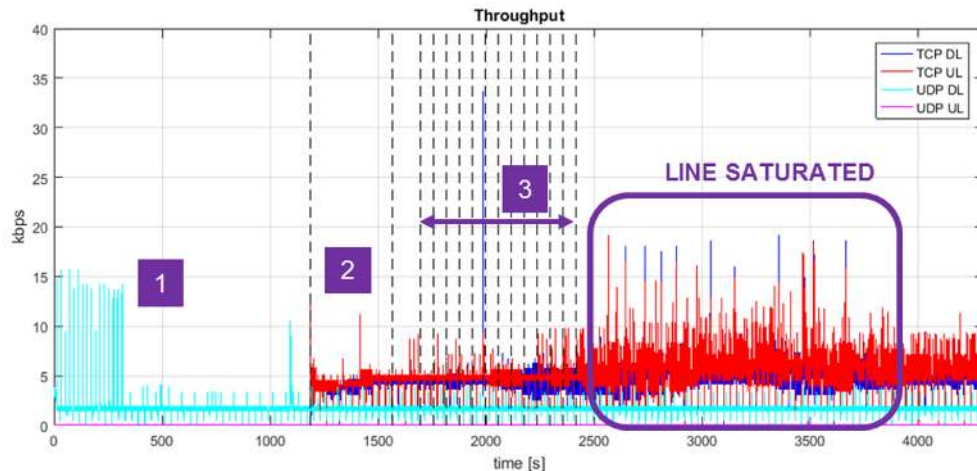 Throughput
40
35
30
25
20
15
10
5
0
kbps
TCP DL
TCP UL
UDP DL
UDP UL
LINE SATURATED
1
2
3
0 500 1000 1500 2000 2500 3000 3500 4000
time [s]